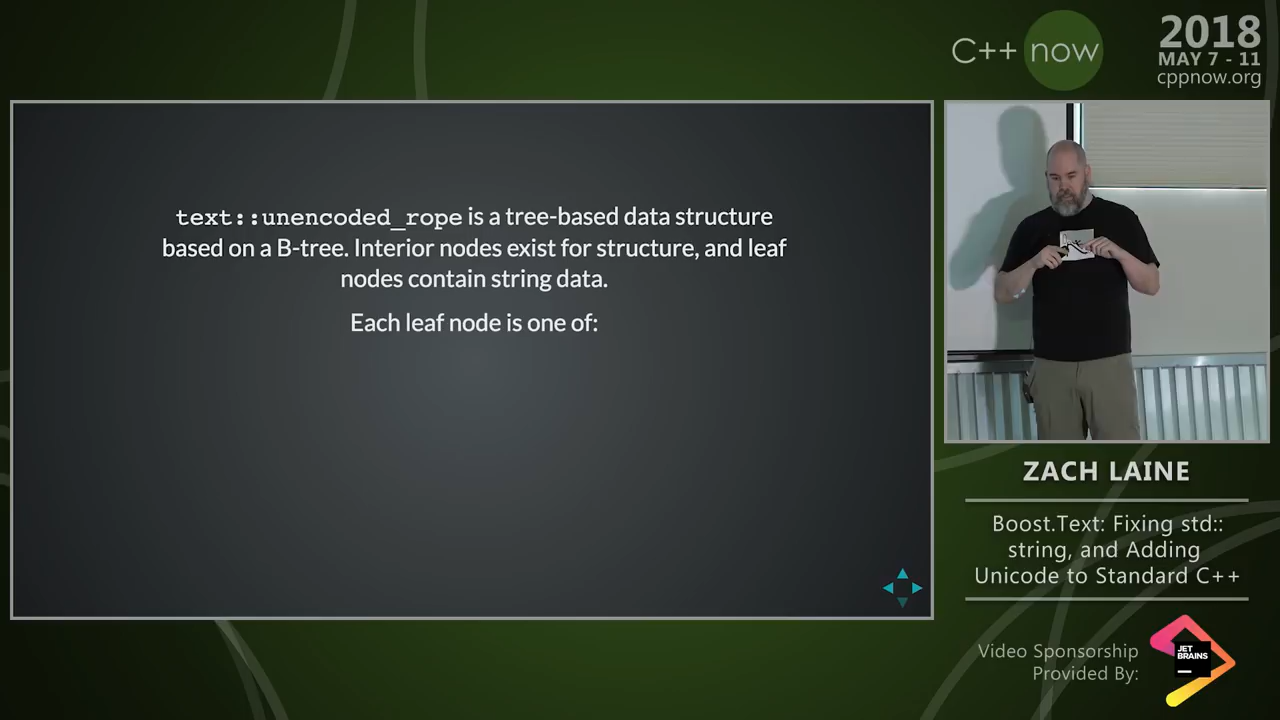 C++ now
2018
MAY 7 - 11
cppnow.org
text::unencoded_rope is a tree-based data structure
based on a B-tree. Interior nodes exist for structure, and leaf
nodes contain string data.
Each leaf node is one of:
ZACH LAINE
Boost.Text: Fixing std::
string, and Adding
Unicode to Standard C++
Video Sponsorship
Provided By:
JET
BRAINS